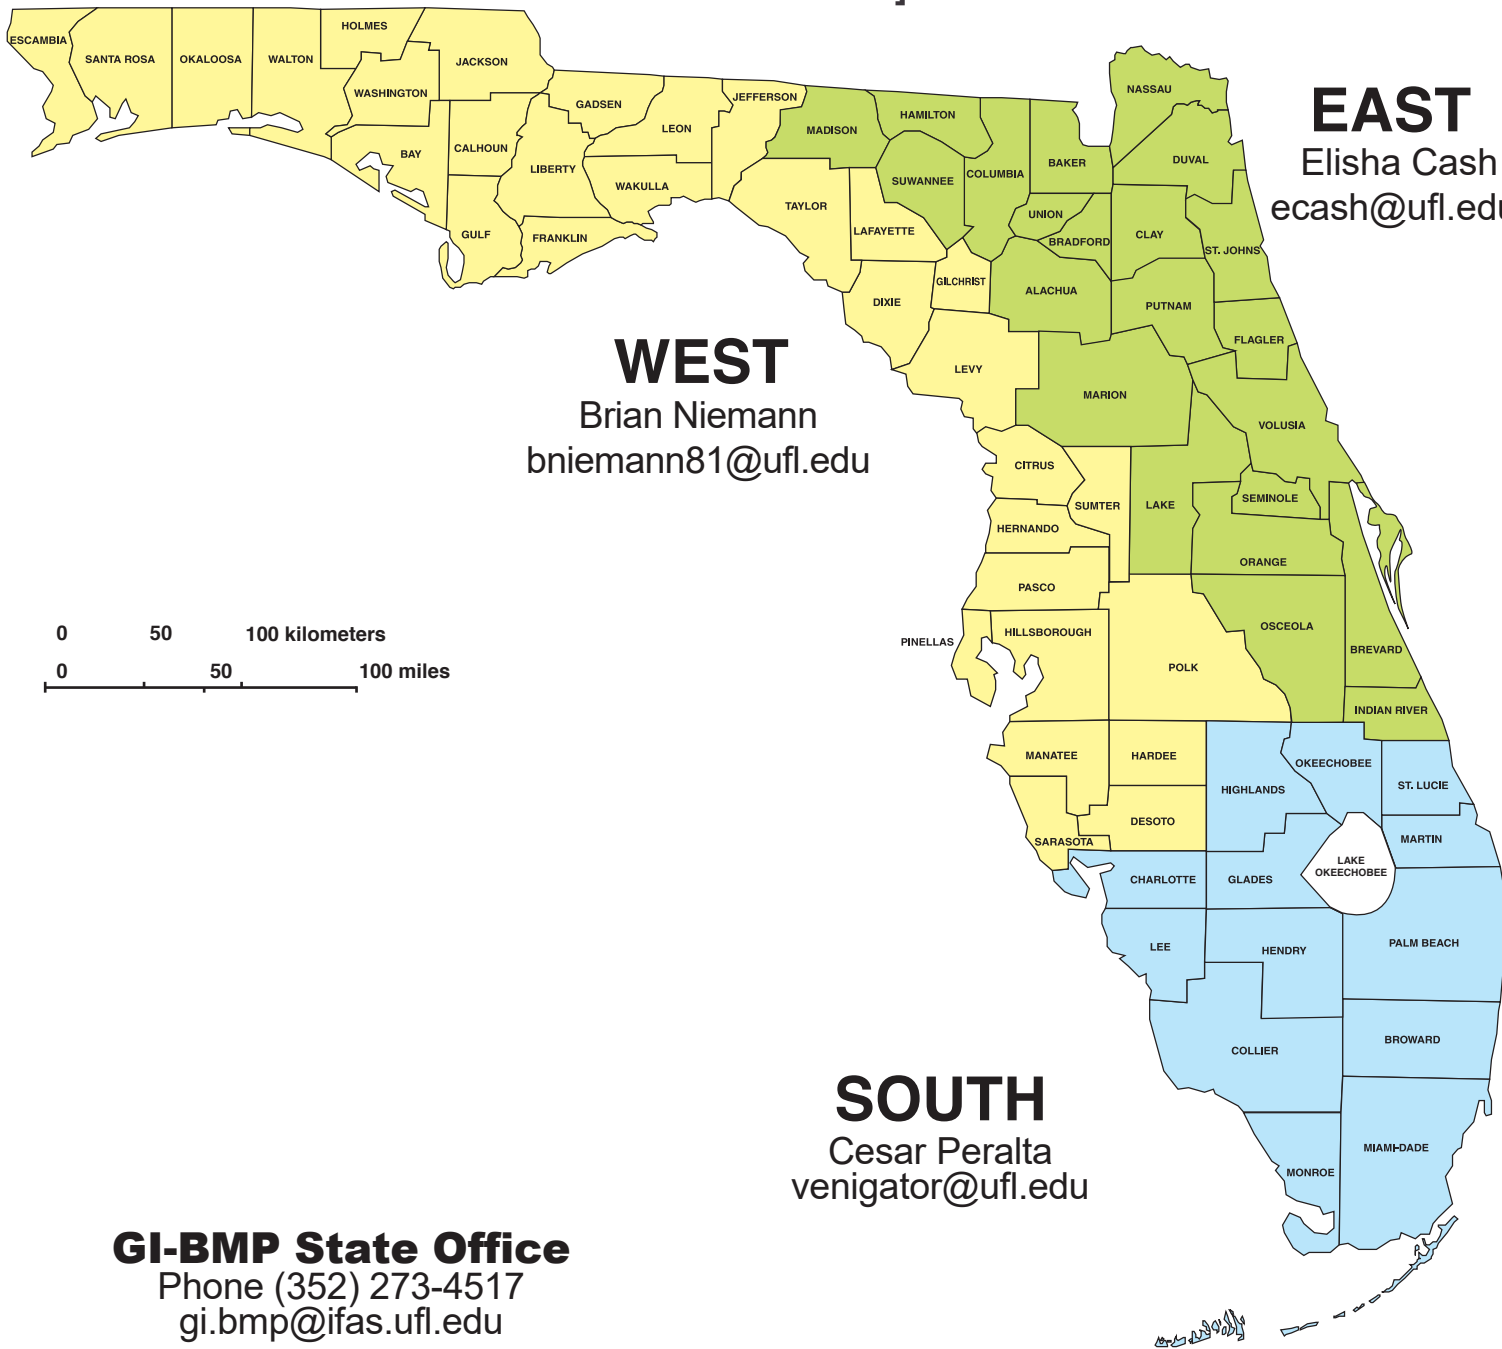 ]
ESCAMBIA
SANTA ROSA
OKALOOSA
WALTON
HOLMES
WASHINGTON
JACKSON
BAY
CALHOUN
GULF
GADSEN
LIBERTY
FRANKLIN
LEON
WAKULLA
JEFFERSON
MADISON
TAYLOR
HAMILTON
SUWANNEE
LAFAYETTE
COLUMBIA
BAKER
UNION
BRADFORD
NASSAU
DUVAL
CLAY
ST. JOHNS
GILCHRIST
DIXIE
ALACHUA
PUTNAM
FLAGLER
LEVY
MARION
VOLUSIA
CITRUS
SUMTER
LAKE
SEMINOLE
HERNANDO
ORANGE
PASCO
PINELLAS
HILLSBOROUGH
POLK
OSCEOLA
BREVARD
INDIAN RIVER
MANATEE
HARDEE
HIGHLANDS
OKEECHOBEE
ST. LUCIE
DESOTO
SARASOTA
MARTIN
LAKE
OKEECHOBEE
CHARLOTTE
GLADES
LEE
HENDRY
PALM BEACH
COLLIER
BROWARD
MONROE
MIAMI-DADE
EAST
Elisha Cash
ecash@ufl.edu
WEST
Brian Niemann
bniemann81@ufl.edu
0 50 100 kilometers
0 50 100 miles
SOUTH
Cesar Peralta
venigator@ufl.edu
GI-BMP State Office
Phone (352) 273-4517
gi.bmp@ifas.ufl.edu